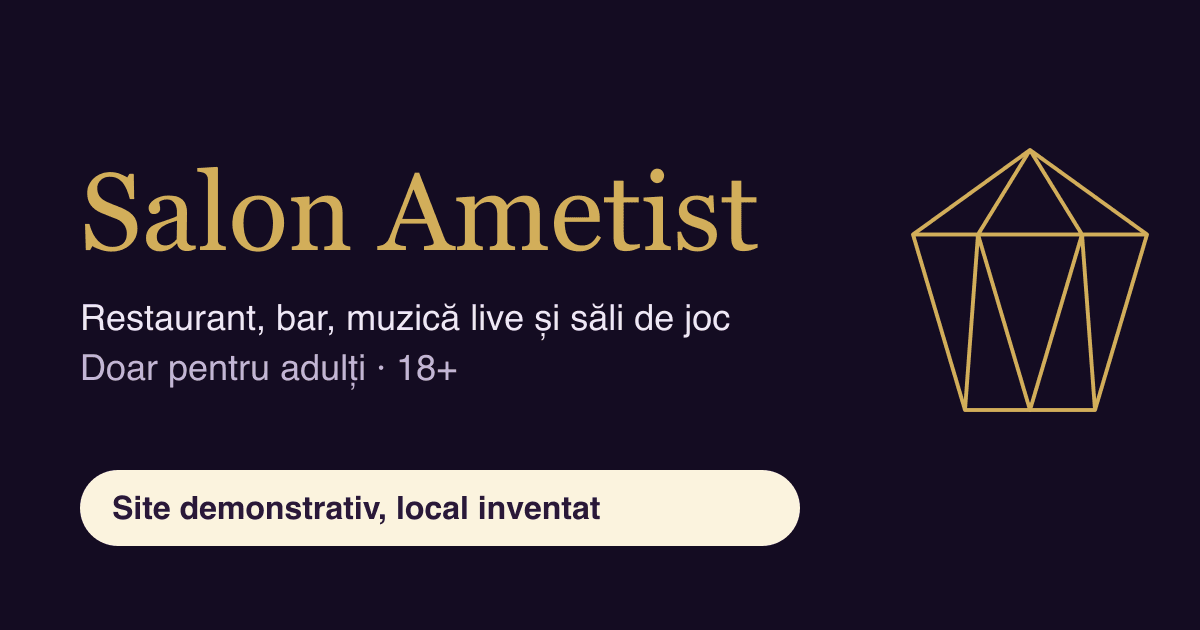 Salon Ametist
Restaurant, bar, muzică live și săli de joc
Doar pentru adulți · 18+
Site demonstrativ, local inventat